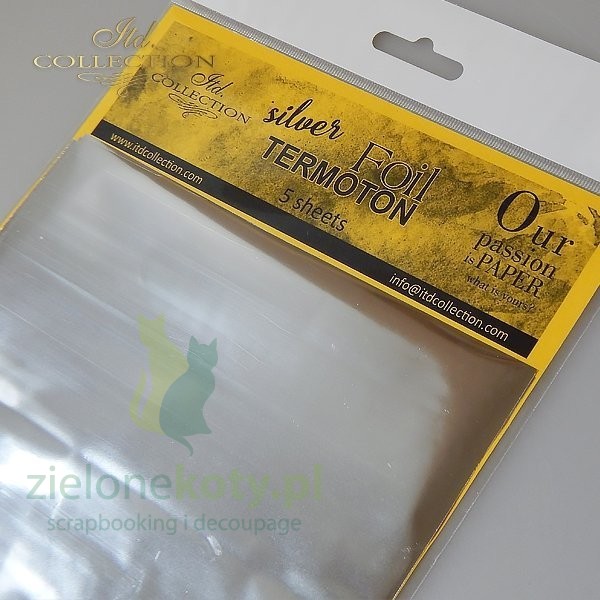 Itd.
COLLECTION
Itd.
COLLECTION
silver
Foil
TERMOTON
5 sheets
www.itdcollection.com
Our
passion
is PAPER
what is yours?
info@itdcollection.com
zielonekoty.pl
scrapbooking i decoupage